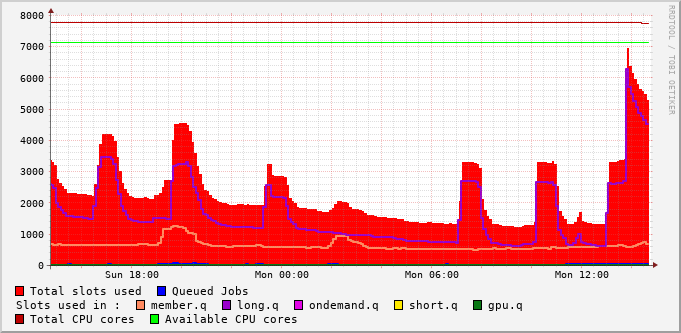 8000
7000
6000
5000
4000
3000
2000
1000
0
Sun 18:00 Mon 00:00 Mon 06:00 Mon 12:00
Total slots used Queued Jobs
Slots used in : member.q long.q ondemand.q short.q gpu.q
Total CPU cores Available CPU cores
RRDTOOL / TOBI OETIKER